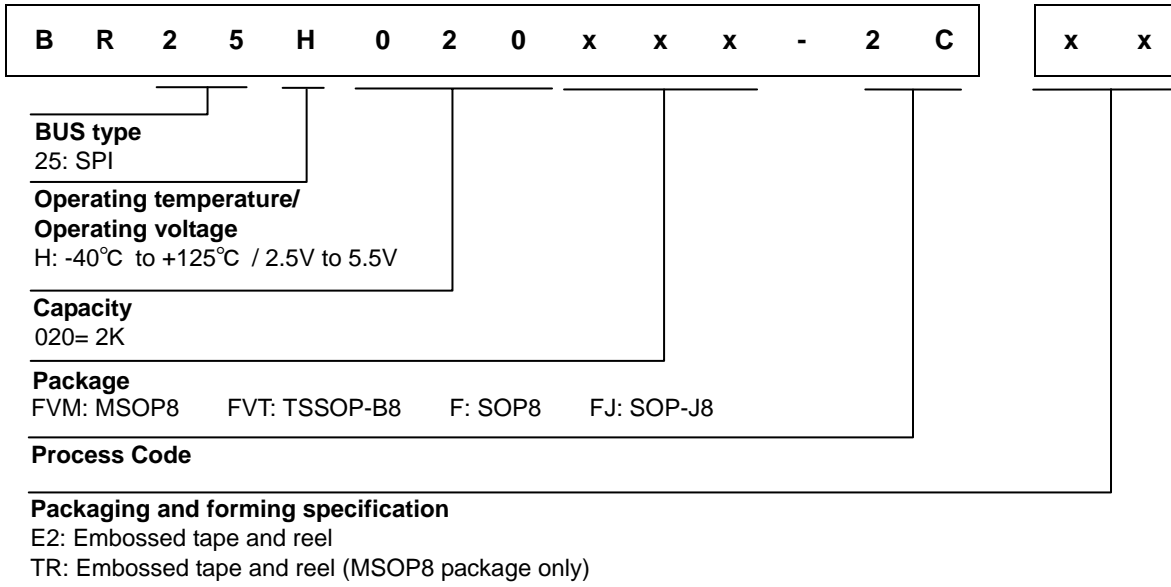 B R 2 5 H 0 2 0 x x x - 2 C x x
BUS type
25: SPI
Operating temperature/
Operating voltage
H: -40℃ to +125℃ / 2.5V to 5.5V
Capacity
020= 2K
Package
FVM: MSOP8 FVT: TSSOP-B8 F: SOP8 FJ: SOP-J8
Process Code
Packaging and forming specification
E2: Embossed tape and reel
TR: Embossed tape and reel (MSOP8 package only)